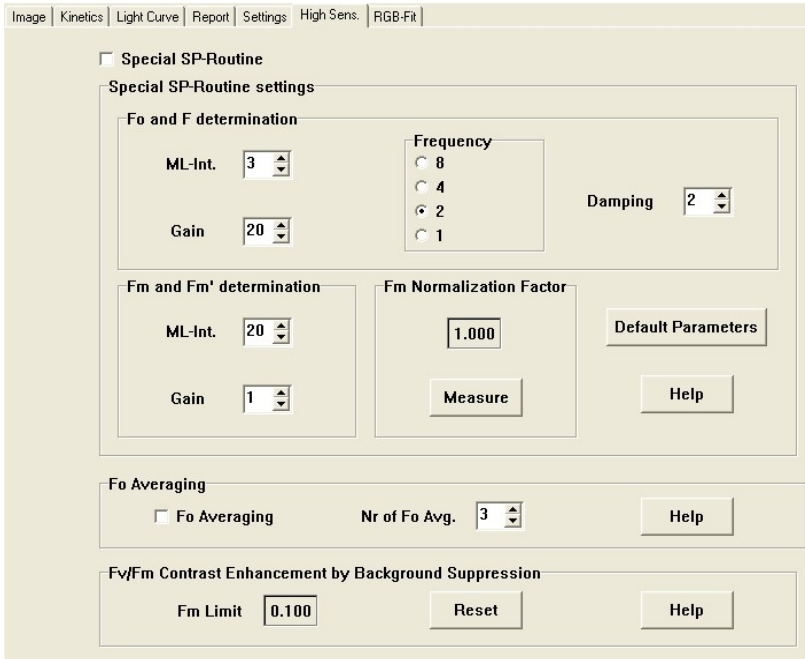 Image Kinetics Light Curve Report Settings High Sens. RGB-Fit
Special SP-Routine
Special SP-Routine settings
Fo and F determination
ML-Int. 3
Gain 20
Frequency
8
4
2
1
Damping 2
Fm and Fm' determination
ML-Int. 20
Gain 1
Fm Normalization Factor
1.000
Measure
Default Parameters
Help
Fo Averaging
Fo Averaging Nr of Fo Avg. 3 Help
Fv/Fm Contrast Enhancement by Background Suppression
Fm Limit 0.100 Reset Help